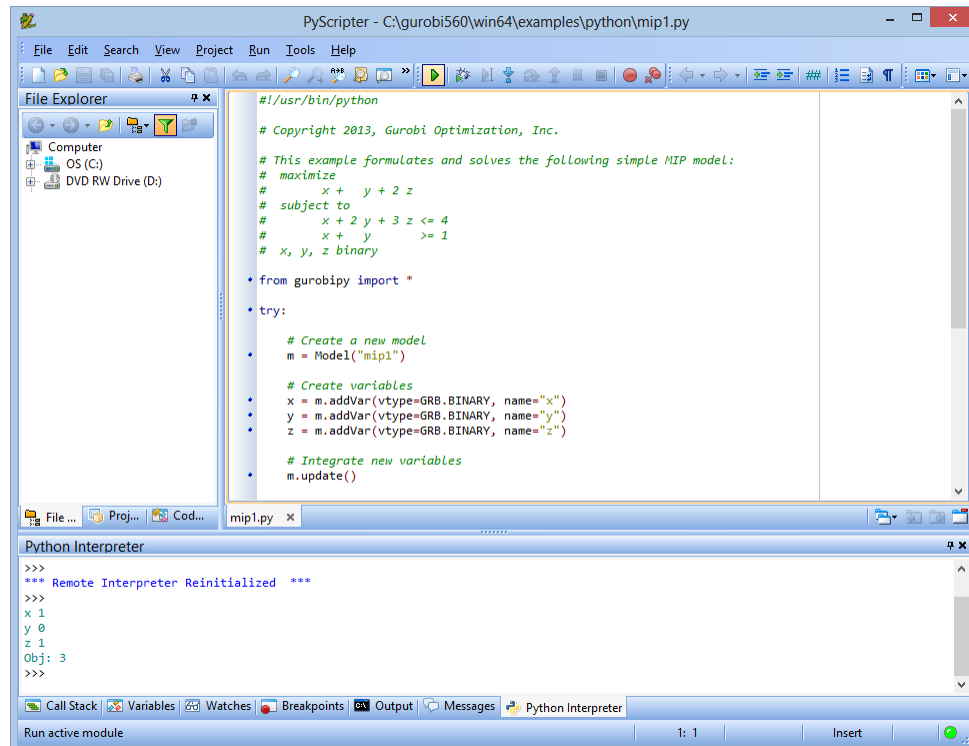 PyScripter - C:\gurobi560\win64\examples\python\mip1.py
File Edit Search View Project Run Tools Help
File Explorer
Computer
OS (C:)
DVD RW Drive (D:)
File ... Proj... Cod...
#!/usr/bin/python
# Copyright 2013, Gurobi Optimization, Inc.
# This example formulates and solves the following simple MIP model:
#  maximize
#        x +   y + 2 z
#  subject to
#        x + 2 y + 3 z <= 4
#        x +   y       >= 1
#  x, y, z binary
from gurobipy import *
try:
    # Create a new model
    m = Model("mip1")
    # Create variables
    x = m.addVar(vtype=GRB.BINARY, name="x")
    y = m.addVar(vtype=GRB.BINARY, name="y")
    z = m.addVar(vtype=GRB.BINARY, name="z")
    # Integrate new variables
    m.update()
mip1.py
Python Interpreter
>>>
*** Remote Interpreter Reinitialized  ***
>>>
x 1
y 0
z 1
Obj: 3
>>>
Call Stack Variables Watches Breakpoints Output Messages Python Interpreter
Run active module 1: 1 Insert